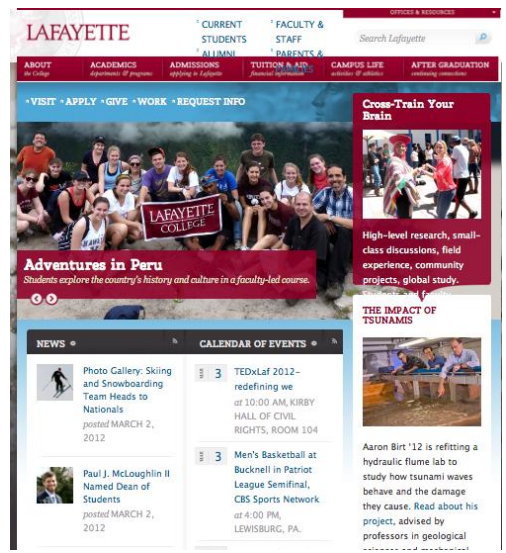 OFFICES & RESOURCES
LAFAYETTE
CURRENT
STUDENTS
ALUMNI
FACULTY &
STAFF
PARENTS &
Search Lafayette
ABOUT
the College
ACADEMICS
departments & programs
ADMISSIONS
applying to Lafayette
TUITION & AID
financial information
CAMPUS LIFE
activities & athletics
AFTER GRADUATION
continuing connections
VISIT APPLY GIVE WORK REQUEST INFO
LAFAYETTE
COLLEGE
Adventures in Peru
Students explore the country's history and culture in a faculty-led course.
Cross-Train Your
Brain
High-level research, small-
class discussions, field
experience, community
projects, global study.
Students and faculty
THE IMPACT OF
TSUNAMIS
Aaron Birt '12 is refitting a
hydraulic flume lab to
study how tsunami waves
behave and the damage
they cause. Read about his
project, advised by
professors in geological
sciences and mechanical
NEWS
Photo Gallery: Skiing
and Snowboarding
Team Heads to
Nationals
posted MARCH 2,
2012
Paul J. McLoughlin II
Named Dean of
Students
posted MARCH 2,
2012
CALENDAR OF EVENTS
MAR 3
TEDxLaf 2012-
redefining we
at 10:00 AM, KIRBY
HALL OF CIVIL
RIGHTS, ROOM 104
MAR 3
Men's Basketball at
Bucknell in Patriot
League Semifinal,
CBS Sports Network
at 4:00 PM,
LEWISBURG, PA.